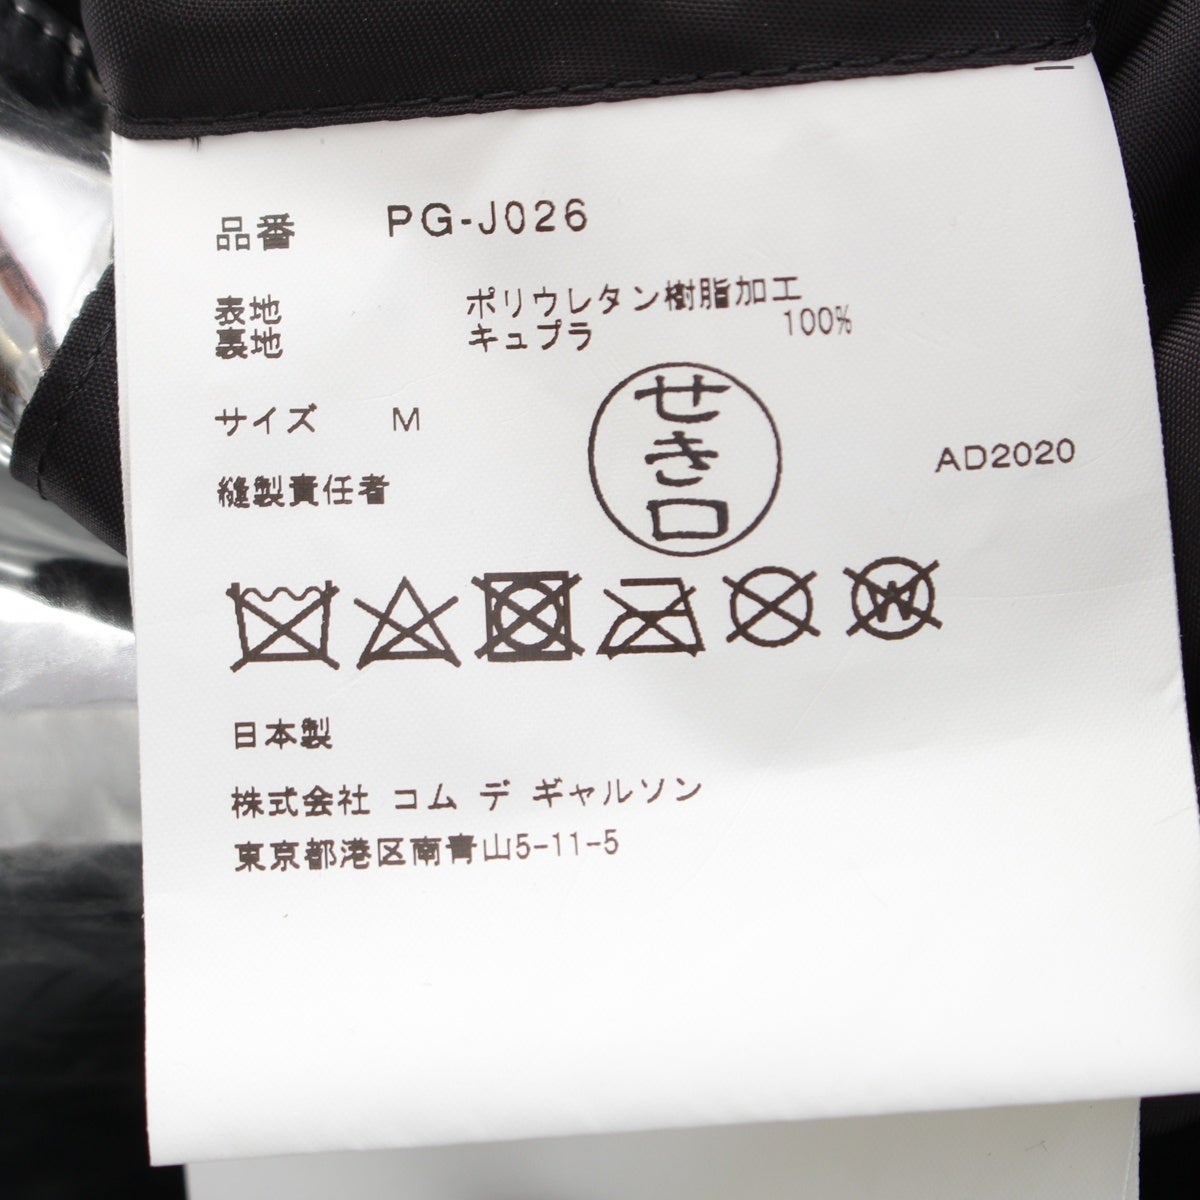 品番 PG-J026
表地 ポリウレタン樹脂加工
裏地 キュプラ 100%
サイズ M
せきロ
AD2020
縫製責任者
W
日本製
株式会社 コム デ ギャルソン
東京都港区南青山5-11-5